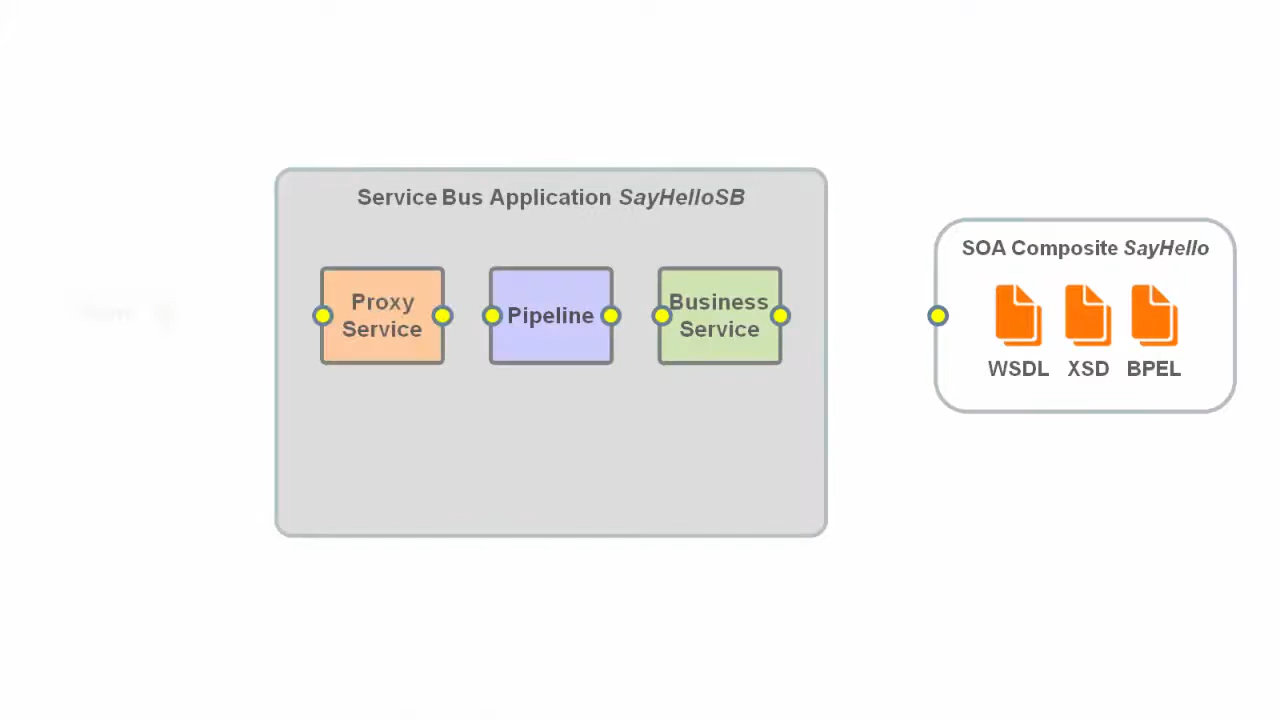 Service Bus Application SayHelloSB
SOA Composite SayHello
Proxy
Service
Pipeline
Business
Service
WSDL XSD BPEL